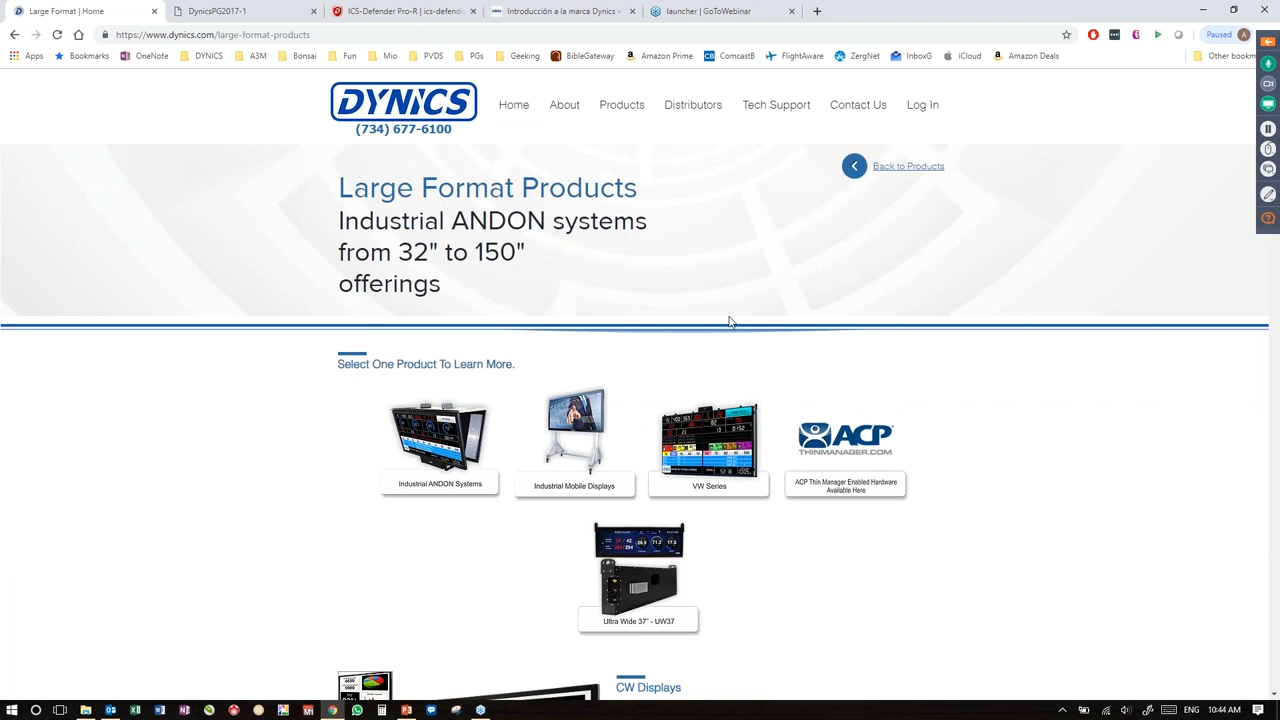 Large Format | Home
DynicsPG2017-1
ICS-Defender Pro-R | ics-defende
Introducción a la marca Dynics -
launcher | GoToWebinar
https://www.dynics.com/large-format-products
Paused
A
Apps
Bookmarks
OneNote
DYNICS
A3M
Bonsai
Fun
Mio
PVDS
PGs
Geeking
BibleGateway
Amazon Prime
ComcastB
FlightAware
ZergNet
InboxG
iCloud
Amazon Deals
Other bookm
DYNICS
(734) 677-6100
Home
About
Products
Distributors
Tech Support
Contact Us
Log In
Back to Products
Large Format Products
Industrial ANDON systems
from 32" to 150"
offerings
Select One Product To Learn More.
ACP
THINMANAGER.COM
Industrial ANDON Systems
Industrial Mobile Displays
VW Series
ACP Thin Manager Enabled Hardware
Available Here
Ultra Wide 37" - UW37
CW Displays
ENG
10:44 AM